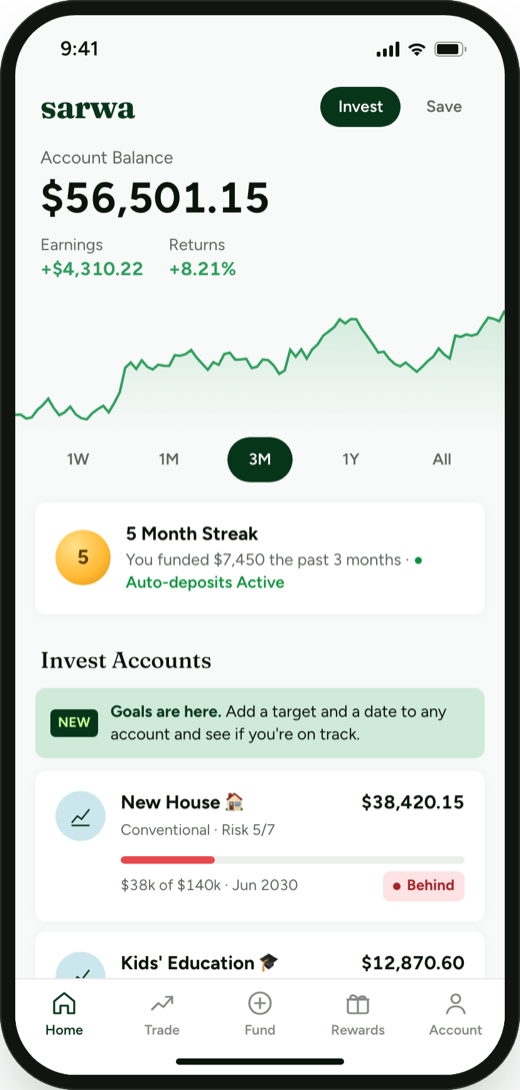 9:41
sarwa
Invest
Save
Account Balance
$56,501.15
Earnings
Returns
+$4,310.22
+8.21%
1W
1M
3M
1Y
All
5
5 Month Streak
You funded $7,450 the past 3 months · ●
Auto-deposits Active
Invest Accounts
NEW
Goals are here. Add a target and a date to any
account and see if you're on track.
New House 🏠
$38,420.15
Conventional · Risk 5/7
$38k of $140k · Jun 2030
● Behind
Kids' Education 🎓
$12,870.60
Home
Trade
Fund
Rewards
Account